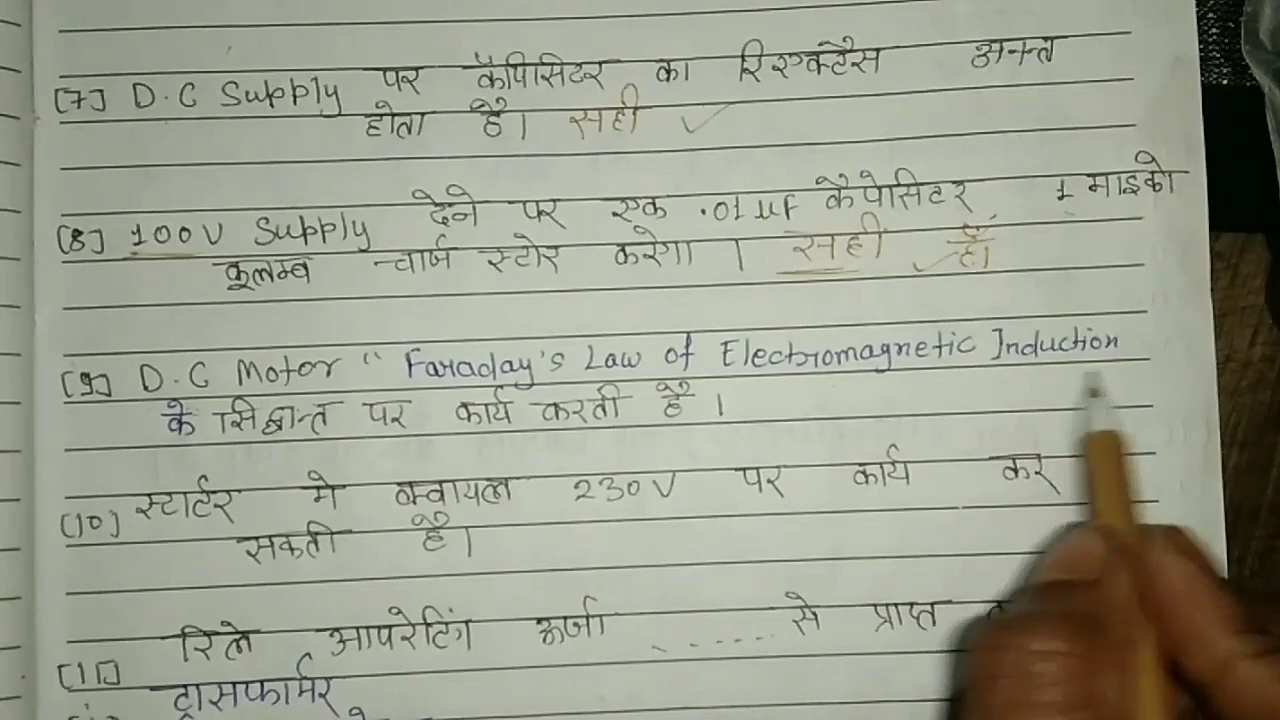 [7] D.C Supply पर कैपिसिटर का रिएक्टैस अनन्त
होता है। सही ✓
[8] 100V Supply देने पर एक .01µF कैपेसिटर 1 माइको
कूलम्ब चार्ज स्टोर करेगा । सही ✓ है।
[9] D.C Motor “ Faraday's Law of Electromagnetic Induction
के सिद्धान्त पर कार्य करती है ।
[10] स्टार्टर मे क्वायल 230V पर कार्य कर
सकती है।
[11] रिले आपरेटिंग ऊर्जा ...... से प्राप्त
ट्रांसफार्मर